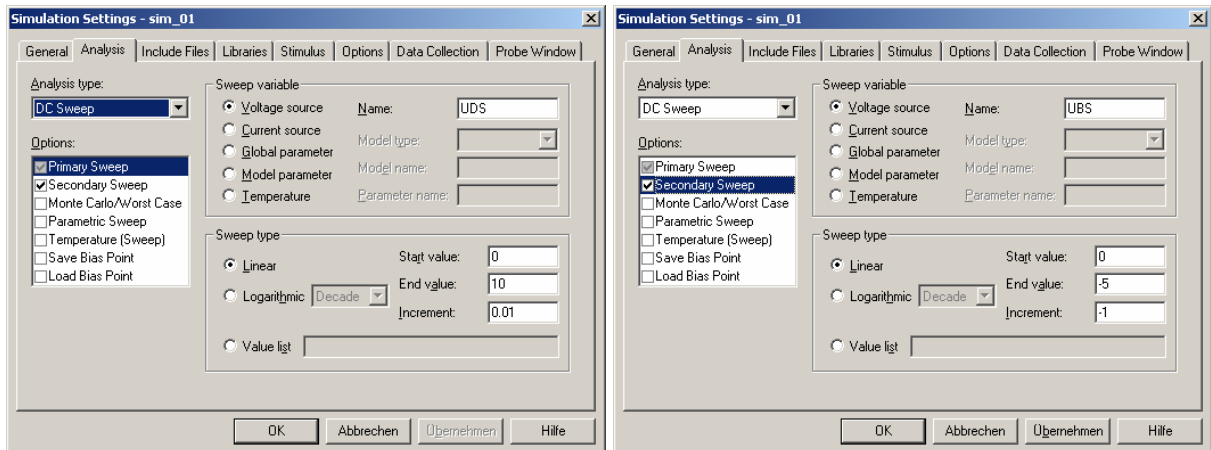 Simulation Settings - sim_01
General Analysis Include Files Libraries Stimulus Options Data Collection Probe Window
Analysis type:
DC Sweep
Options:
Primary Sweep
Secondary Sweep
Monte Carlo/Worst Case
Parametric Sweep
Temperature (Sweep)
Save Bias Point
Load Bias Point
Sweep variable
Voltage source
Current source
Global parameter
Model parameter
Temperature
Name: UDS
Model type:
Model name:
Parameter name:
Sweep type
Linear
Logarithmic Decade
Value list
Start value: 0
End value: 10
Increment: 0.01
OK Abbrechen Übernehmen Hilfe
Simulation Settings - sim_01
General Analysis Include Files Libraries Stimulus Options Data Collection Probe Window
Analysis type:
DC Sweep
Options:
Primary Sweep
Secondary Sweep
Monte Carlo/Worst Case
Parametric Sweep
Temperature (Sweep)
Save Bias Point
Load Bias Point
Sweep variable
Voltage source
Current source
Global parameter
Model parameter
Temperature
Name: UBS
Model type:
Model name:
Parameter name:
Sweep type
Linear
Logarithmic Decade
Value list
Start value: 0
End value: -5
Increment: -1
OK Abbrechen Übernehmen Hilfe